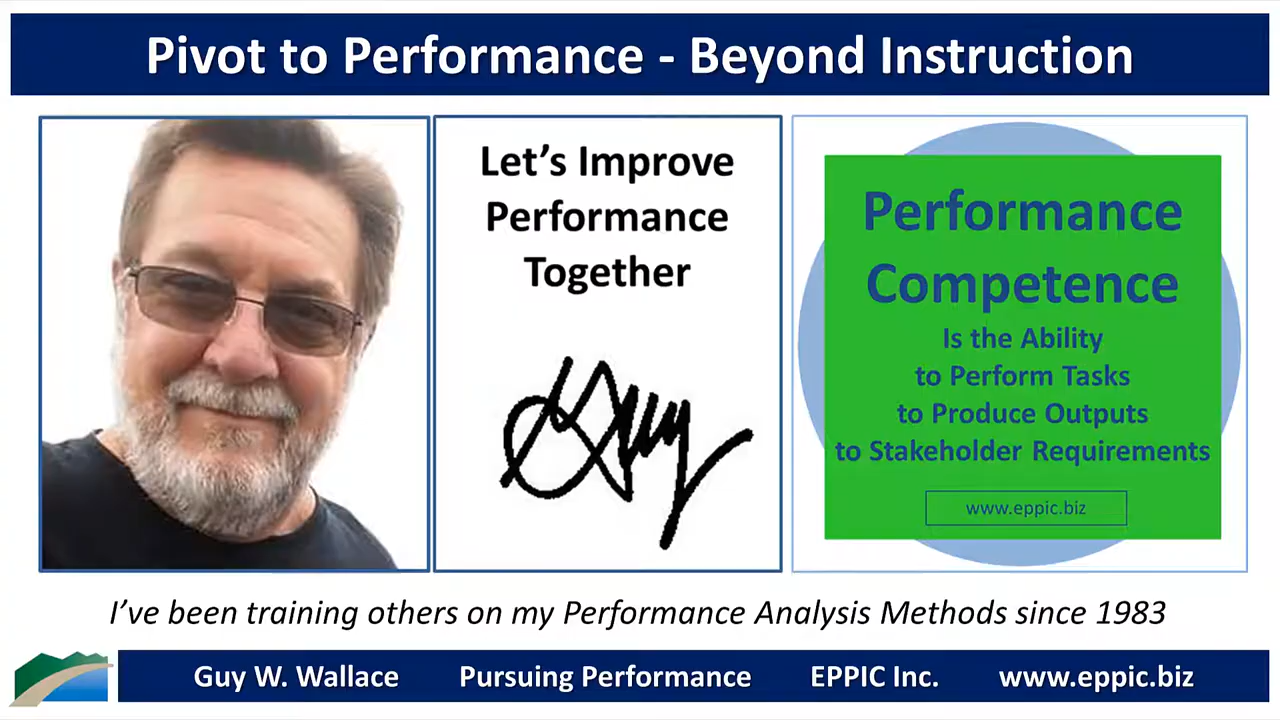 Pivot to Performance - Beyond Instruction
Let's Improve
Performance
Together
Guy
Performance
Competence
Is the Ability
to Perform Tasks
to Produce Outputs
to Stakeholder Requirements
www.eppic.biz
I've been training others on my Performance Analysis Methods since 1983
Guy W. Wallace Pursuing Performance EPPIC Inc. www.eppic.biz